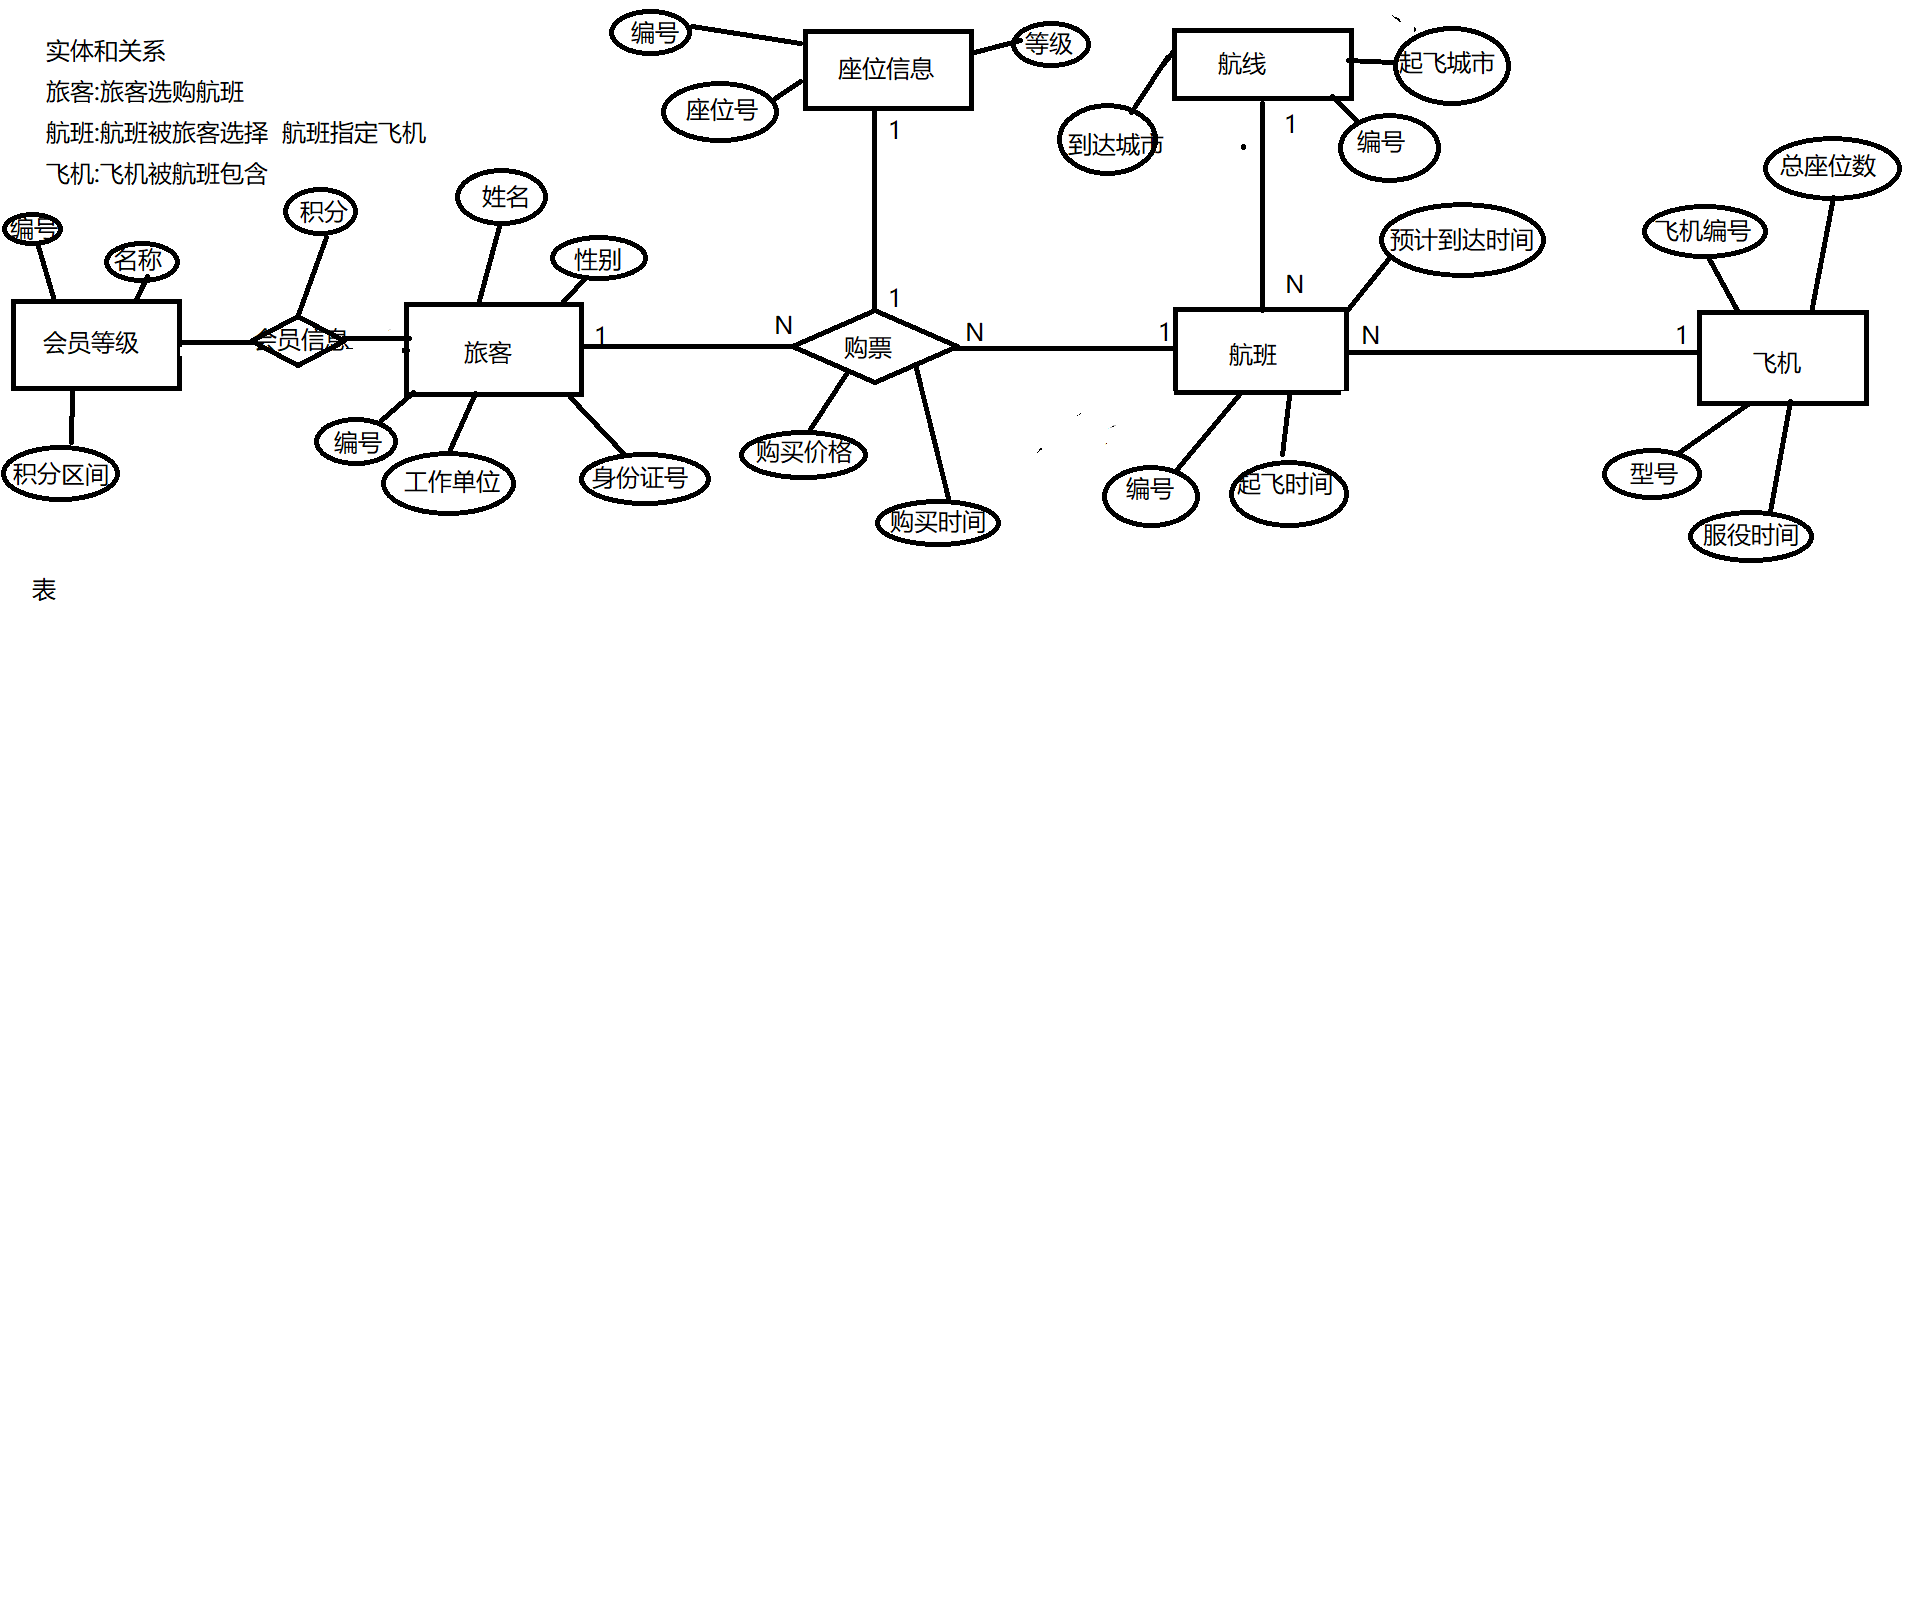 实体和关系
旅客:旅客选购航班
航班:航班被旅客选择 航班指定飞机
飞机:飞机被航班包含
编号
座位号
座位信息
等级
1
1
航线
起飞城市
到达城市
编号
1
N
预计到达时间
飞机编号
总座位数
编号
名称
会员等级
积分区间
积分
会员信息
姓名
性别
旅客
编号
工作单位
身份证号
1
N
购票
N
1
购买价格
购买时间
航班
编号
起飞时间
N
1
飞机
型号
服役时间
表